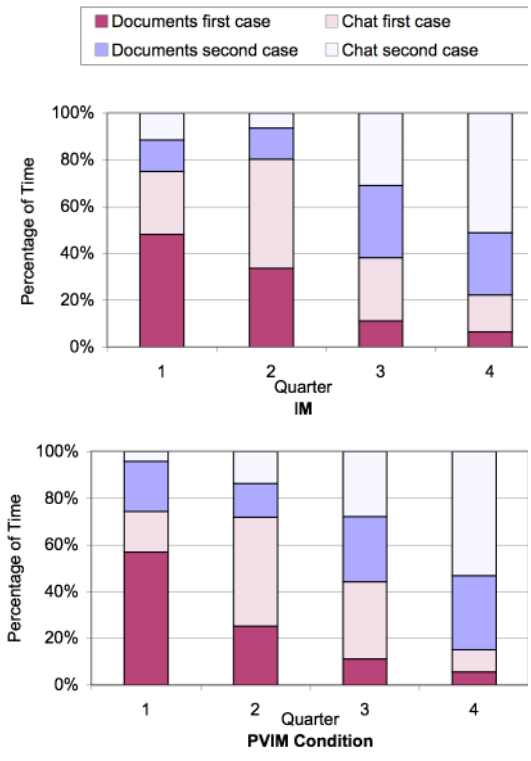 Documents first case Chat first case
Documents second case Chat second case
100%
80%
60%
40%
20%
0%
Percentage of Time
1 2 3 4
Quarter
IM
100%
80%
60%
40%
20%
0%
Percentage of Time
1 2 3 4
Quarter
PVIM Condition